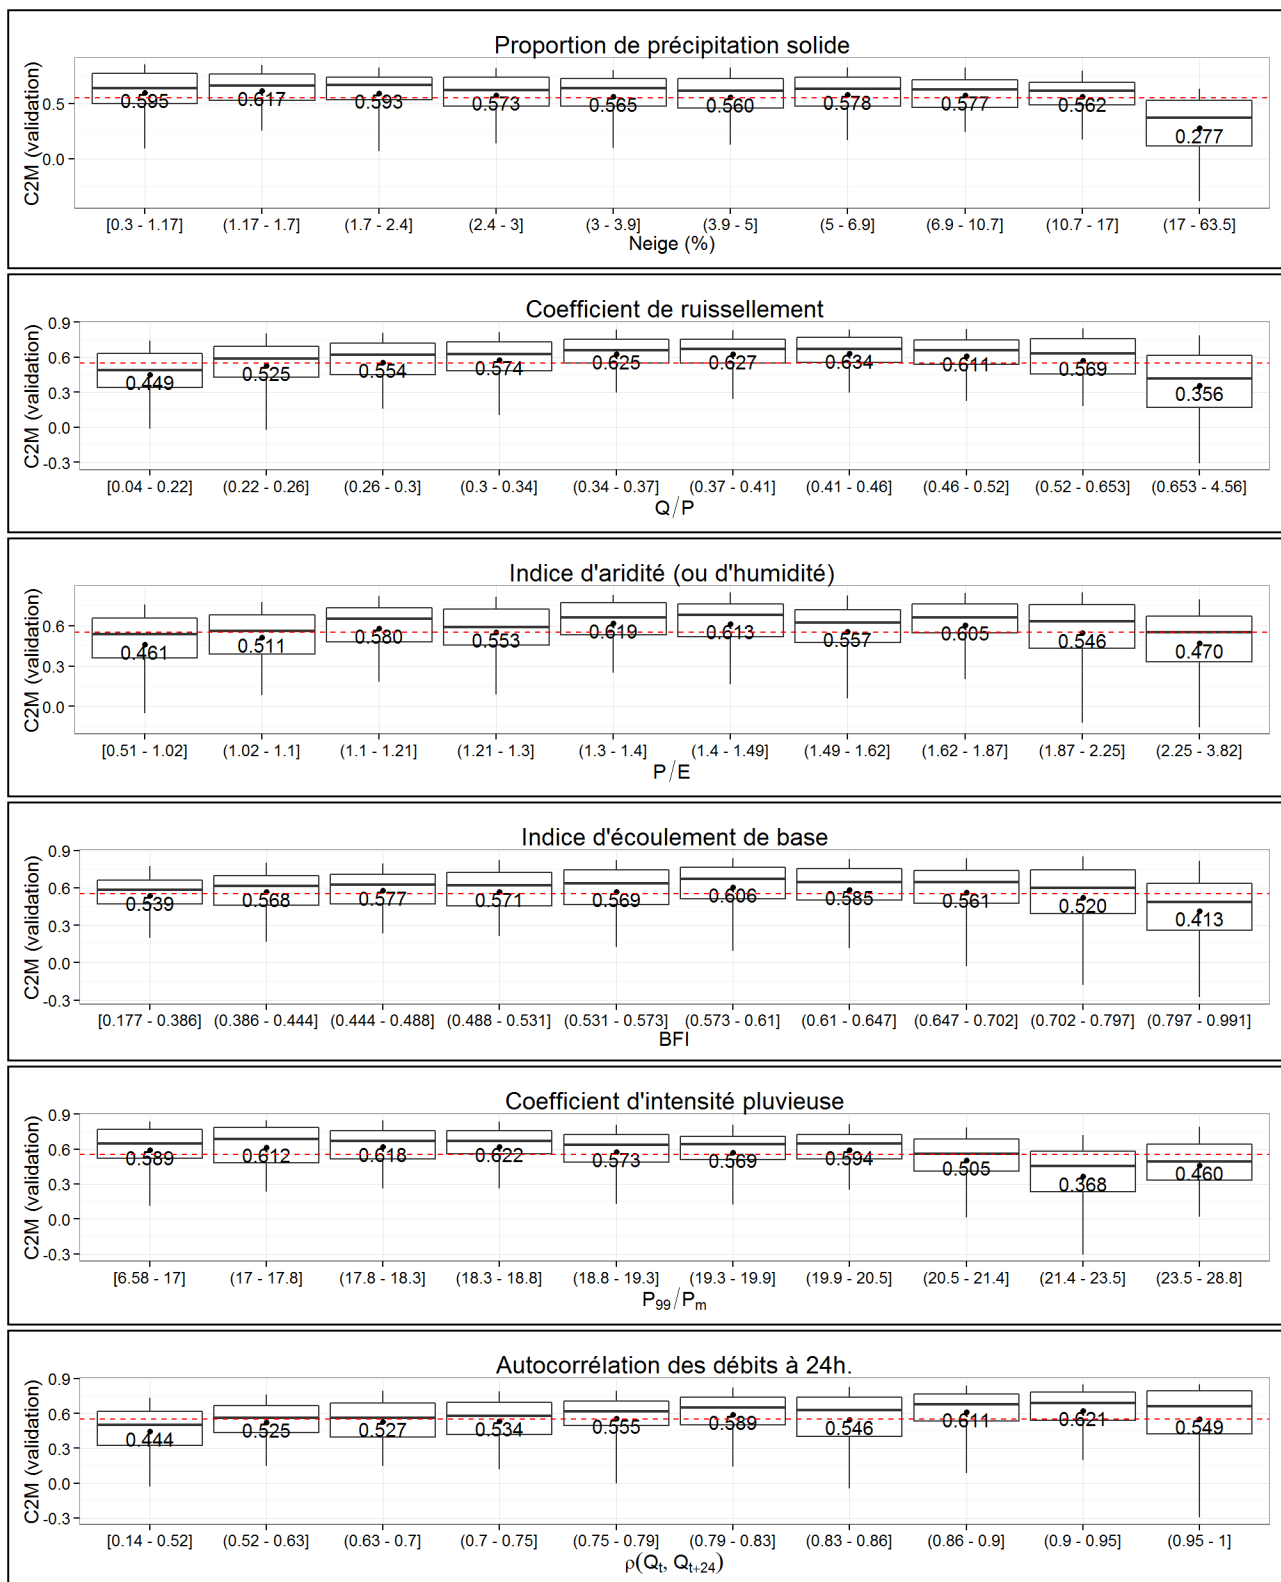 Proportion de précipitation solide
C2M (validation)
0.5
0.0
0.595 0.617 0.593 0.573 0.565 0.560 0.578 0.577 0.562 0.277
[0.3 - 1.17] (1.17 - 1.7] (1.7 - 2.4] (2.4 - 3] (3 - 3.9] (3.9 - 5] (5 - 6.9] (6.9 - 10.7] (10.7 - 17] (17 - 63.5]
Neige (%)
Coefficient de ruissellement
C2M (validation)
0.9
0.6
0.3
0.0
-0.3
0.449 0.525 0.554 0.574 0.625 0.627 0.634 0.611 0.569 0.356
[0.04 - 0.22] (0.22 - 0.26] (0.26 - 0.3] (0.3 - 0.34] (0.34 - 0.37] (0.37 - 0.41] (0.41 - 0.46] (0.46 - 0.52] (0.52 - 0.653] (0.653 - 4.56]
Q/P
Indice d'aridité (ou d'humidité)
C2M (validation)
0.6
0.3
0.0
0.461 0.511 0.580 0.553 0.619 0.613 0.557 0.605 0.546 0.470
[0.51 - 1.02] (1.02 - 1.1] (1.1 - 1.21] (1.21 - 1.3] (1.3 - 1.4] (1.4 - 1.49] (1.49 - 1.62] (1.62 - 1.87] (1.87 - 2.25] (2.25 - 3.82]
P/E
Indice d'écoulement de base
C2M (validation)
0.9
0.6
0.3
0.0
-0.3
0.539 0.568 0.577 0.571 0.569 0.606 0.585 0.561 0.520 0.413
[0.177 - 0.386] (0.386 - 0.444] (0.444 - 0.488] (0.488 - 0.531] (0.531 - 0.573] (0.573 - 0.61] (0.61 - 0.647] (0.647 - 0.702] (0.702 - 0.797] (0.797 - 0.991]
BFI
Coefficient d'intensité pluvieuse
C2M (validation)
0.9
0.6
0.3
0.0
-0.3
0.589 0.612 0.618 0.622 0.573 0.569 0.594 0.505 0.368 0.460
[6.58 - 17] (17 - 17.8] (17.8 - 18.3] (18.3 - 18.8] (18.8 - 19.3] (19.3 - 19.9] (19.9 - 20.5] (20.5 - 21.4] (21.4 - 23.5] (23.5 - 28.8]
P99/Pm
Autocorrélation des débits à 24h.
C2M (validation)
0.9
0.6
0.3
0.0
-0.3
0.444 0.525 0.527 0.534 0.555 0.589 0.546 0.611 0.621 0.549
[0.14 - 0.52] (0.52 - 0.63] (0.63 - 0.7] (0.7 - 0.75] (0.75 - 0.79] (0.79 - 0.83] (0.83 - 0.86] (0.86 - 0.9] (0.9 - 0.95] (0.95 - 1]
ρ(Qt, Qt+24)